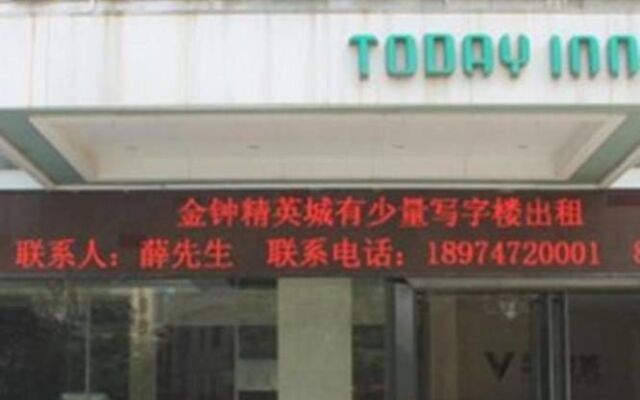 TODAY INN
金钟精英城有少量写字楼出租
联系人：薛先生 联系电话：18974720001 8